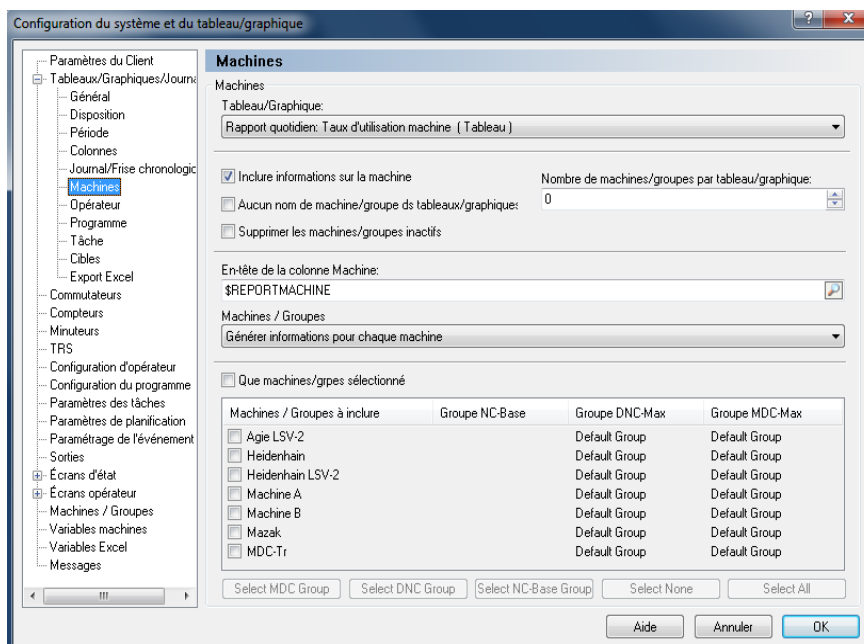 Configuration du système et du tableau/graphique
Paramètres du Client
Tableaux/Graphiques/Journa
Général
Disposition
Période
Colonnes
Journal/Frise chronologic
Machines
Opérateur
Programme
Tâche
Cibles
Export Excel
Commutateurs
Compteurs
Minuteurs
TRS
Configuration d'opérateur
Configuration du programme
Paramètres des tâches
Paramètres de planification
Paramétrage de l'événement
Sorties
Écrans d'état
Écrans opérateur
Machines / Groupes
Variables machines
Variables Excel
Messages
Machines
Machines
Tableau/Graphique:
Rapport quotidien: Taux d'utilisation machine ( Tableau )
Inclure informations sur la machine
Nombre de machines/groupes par tableau/graphique:
Aucun nom de machine/groupe ds tableaux/graphiques
0
Supprimer les machines/groupes inactifs
En-tête de la colonne Machine:
$REPORTMACHINE
Machines / Groupes
Générer informations pour chaque machine
Que machines/grpes sélectionné
Machines / Groupes à inclure Groupe NC-Base Groupe DNC-Max Groupe MDC-Max
Agie LSV-2 Default Group Default Group
Heidenhain Default Group Default Group
Heidenhain LSV-2 Default Group Default Group
Machine A Default Group Default Group
Machine B Default Group Default Group
Mazak Default Group Default Group
MDC-Tr Default Group Default Group
Select MDC Group Select DNC Group Select NC-Base Group Select None Select All
Aide Annuler OK